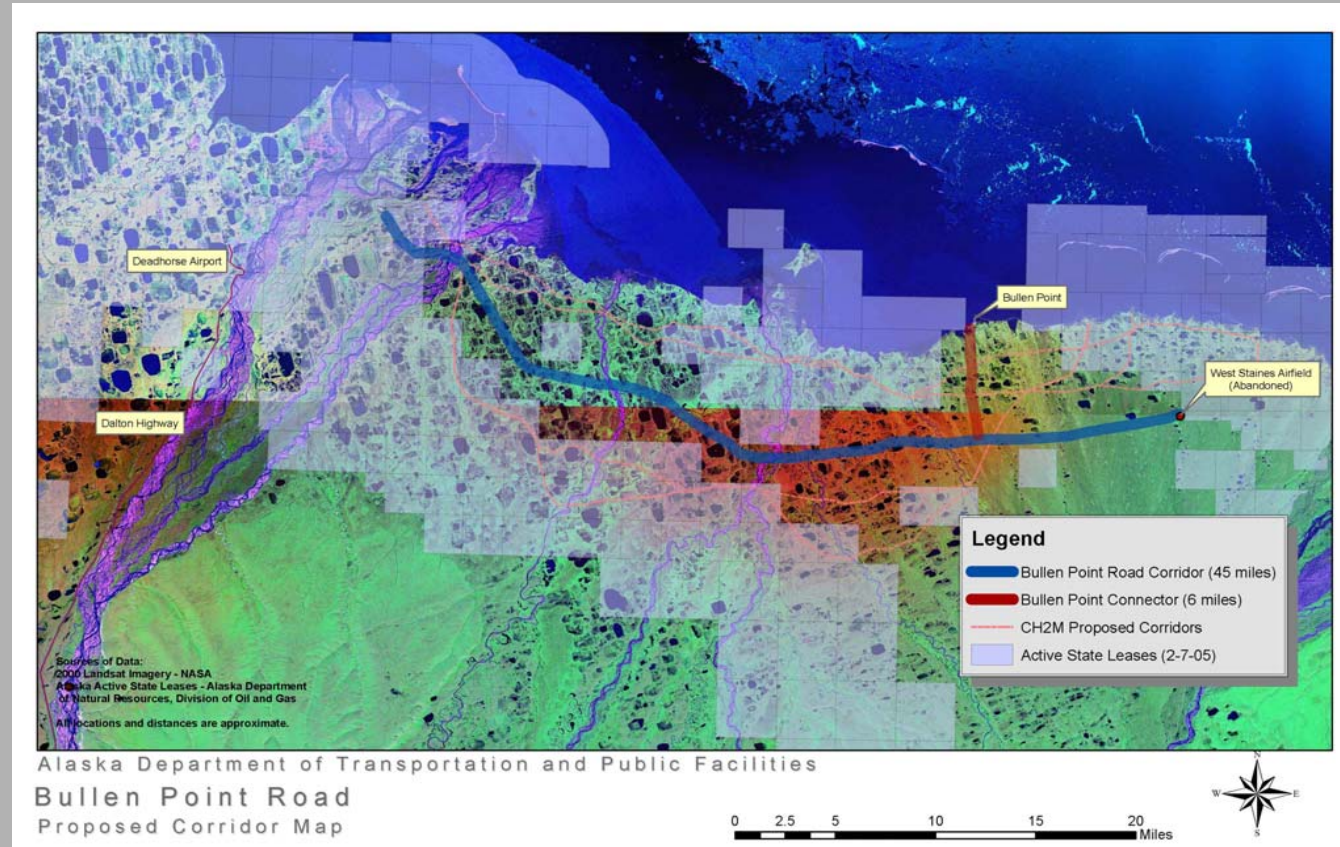 Deadhorse Airport
Bullen Point
West Staines Airfield
(Abandoned)
Dalton Highway
Legend
Bullen Point Road Corridor (45 miles)
Bullen Point Connector (6 miles)
CH2M Proposed Corridors
Active State Leases (2-7-05)
Sources of Data:
2000 Landsat Imagery - NASA
Alaska Active State Leases - Alaska Department
of Natural Resources, Division of Oil and Gas
All locations and distances are approximate.
Alaska Department of Transportation and Public Facilities
Bullen Point Road
Proposed Corridor Map
0 2.5 5 10 15 20
Miles
N
W E
S